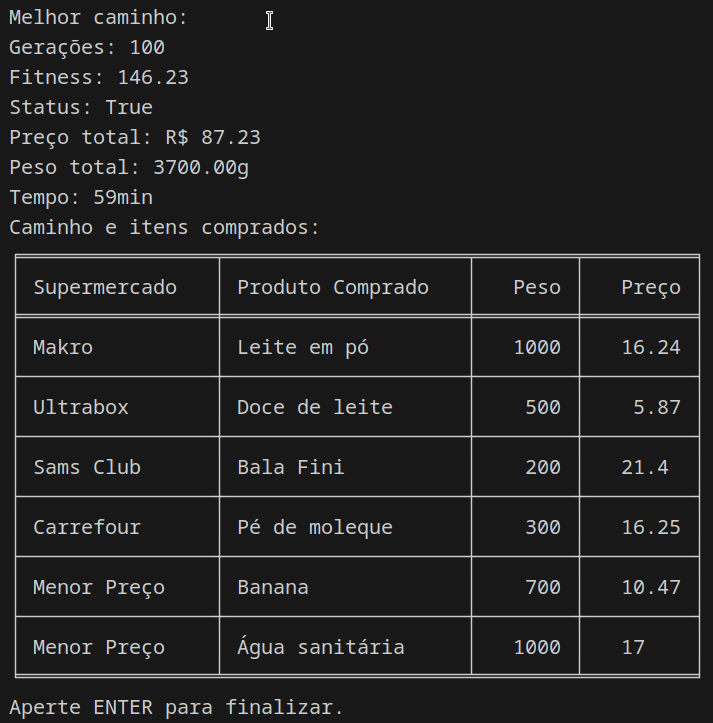 Melhor caminho:
Gerações: 100
Fitness: 146.23
Status: True
Preço total: R$ 87.23
Peso total: 3700.00g
Tempo: 59min
Caminho e itens comprados:
Supermercado Produto Comprado Peso Preço
Makro Leite em pó 1000 16.24
Ultrabox Doce de leite 500 5.87
Sams Club Bala Fini 200 21.4
Carrefour Pé de moleque 300 16.25
Menor Preço Banana 700 10.47
Menor Preço Água sanitária 1000 17
Aperte ENTER para finalizar.